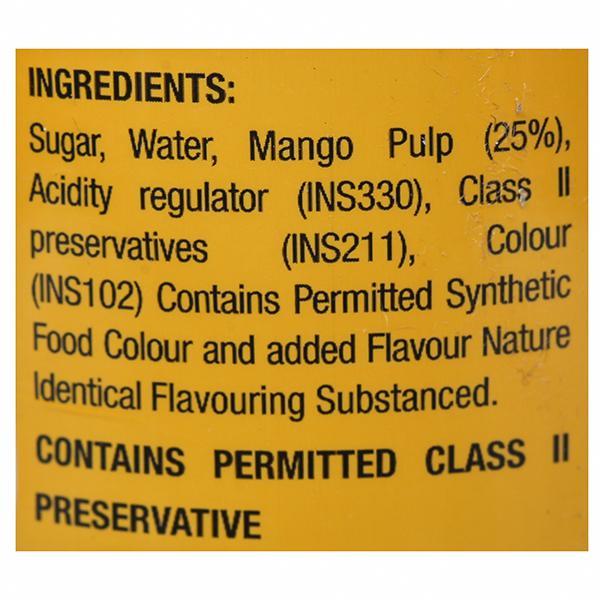 INGREDIENTS:
Sugar, Water, Mango Pulp (25%),
Acidity regulator (INS330), Class II
preservatives (INS211), Colour
(INS102) Contains Permitted Synthetic
Food Colour and added Flavour Nature
Identical Flavouring Substanced.
CONTAINS PERMITTED CLASS II
PRESERVATIVE